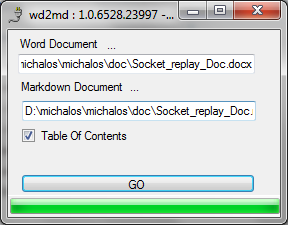 wd2md : 1.0.6528.23997 -...
Word Document ...
michalos\michalos\doc\Socket_replay_Doc.docx
Markdown Document ...
D:\michalos\michalos\doc\Socket_replay_Doc.
Table Of Contents
GO